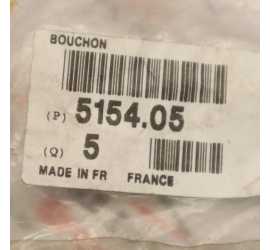 BOUCHON
(P) 5154.05
(Q) 5
MADE IN FR FRANCE